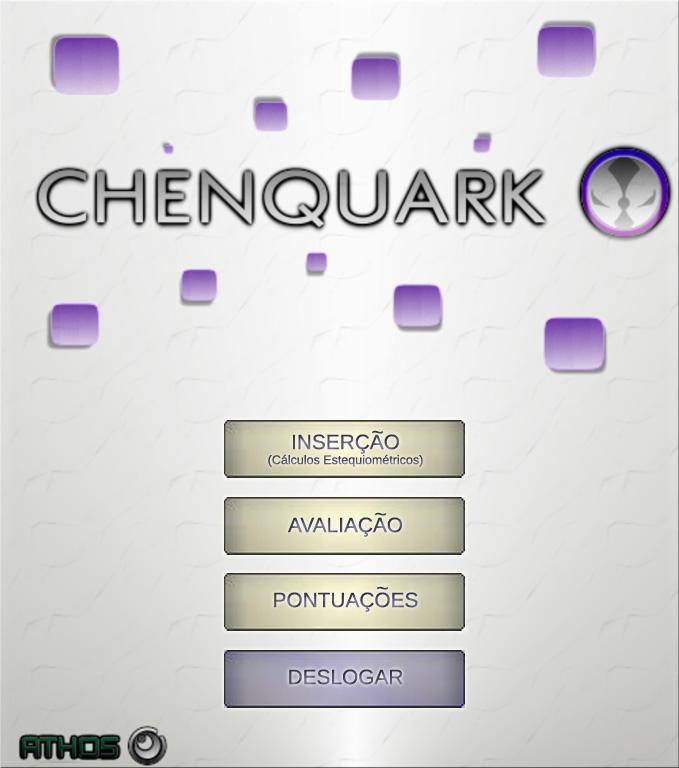 CHENQUARK
INSERÇÃO
(Cálculos Estequiométricos)
AVALIAÇÃO
PONTUAÇÕES
DESLOGAR
ATHOS